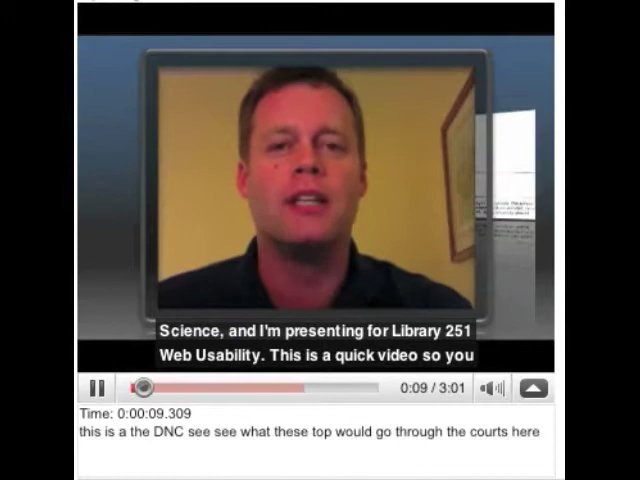 Science, and I'm presenting for Library 251
Web Usability. This is a quick video so you
0:09 / 3:01
Time: 0:00:09.309
this is a the DNC see see what these top would go through the courts here